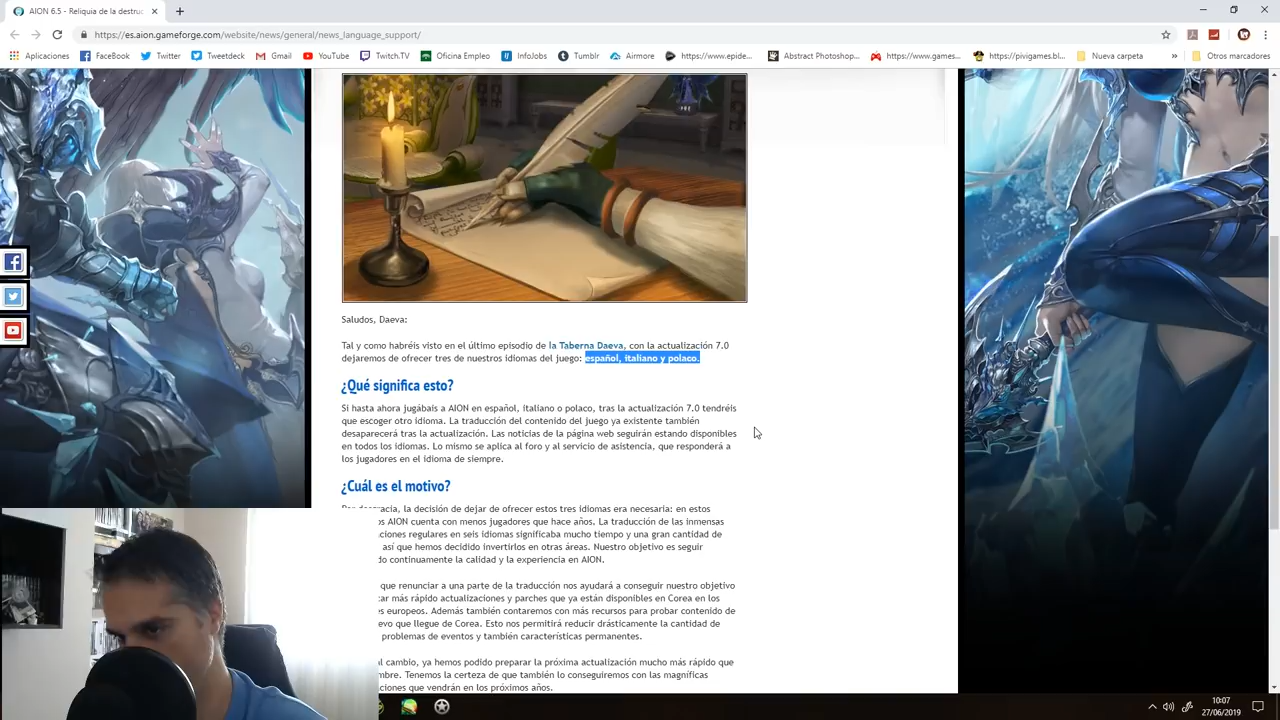 AION 6.5 - Reliquia de la destruc
https://es.aion.gameforge.com/website/news/general/news_language_support/
Aplicaciones Facebook Twitter Tweetdeck Gmail YouTube Twitch.TV Oficina Empleo InfoJobs Tumblr Airmore https://www.epide... Abstract Photoshop... https://www.games... https://pivigames.bl... Nueva carpeta » Otros marcadores
Saludos, Daeva:
Tal y como habréis visto en el último episodio de la Taberna Daeva, con la actualización 7.0
dejaremos de ofrecer tres de nuestros idiomas del juego: español, italiano y polaco.
¿Qué significa esto?
Si hasta ahora jugábais a AION en español, italiano o polaco, tras la actualización 7.0 tendréis
que escoger otro idioma. La traducción del contenido del juego ya existente también
desaparecerá tras la actualización. Las noticias de la página web seguirán estando disponibles
en todos los idiomas. Lo mismo se aplica al foro y al servicio de asistencia, que responderá a
los jugadores en el idioma de siempre.
¿Cuál es el motivo?
Por desgracia, la decisión de dejar de ofrecer estos tres idiomas era necesaria: en estos
os AION cuenta con menos jugadores que hace años. La traducción de las inmensas
aciones regulares en seis idiomas significaba mucho tiempo y una gran cantidad de
así que hemos decidido invertirlos en otras áreas. Nuestro objetivo es seguir
do continuamente la calidad y la experiencia en AION.
que renunciar a una parte de la traducción nos ayudará a conseguir nuestro objetivo
ar más rápido actualizaciones y parches que ya están disponibles en Corea en los
es europeos. Además también contaremos con más recursos para probar contenido de
evo que llegue de Corea. Esto nos permitirá reducir drásticamente la cantidad de
problemas de eventos y también características permanentes.
al cambio, ya hemos podido preparar la próxima actualización mucho más rápido que
mbre. Tenemos la certeza de que también lo conseguiremos con las magníficas
aciones que vendrán en los próximos años.
10:07
27/06/2019